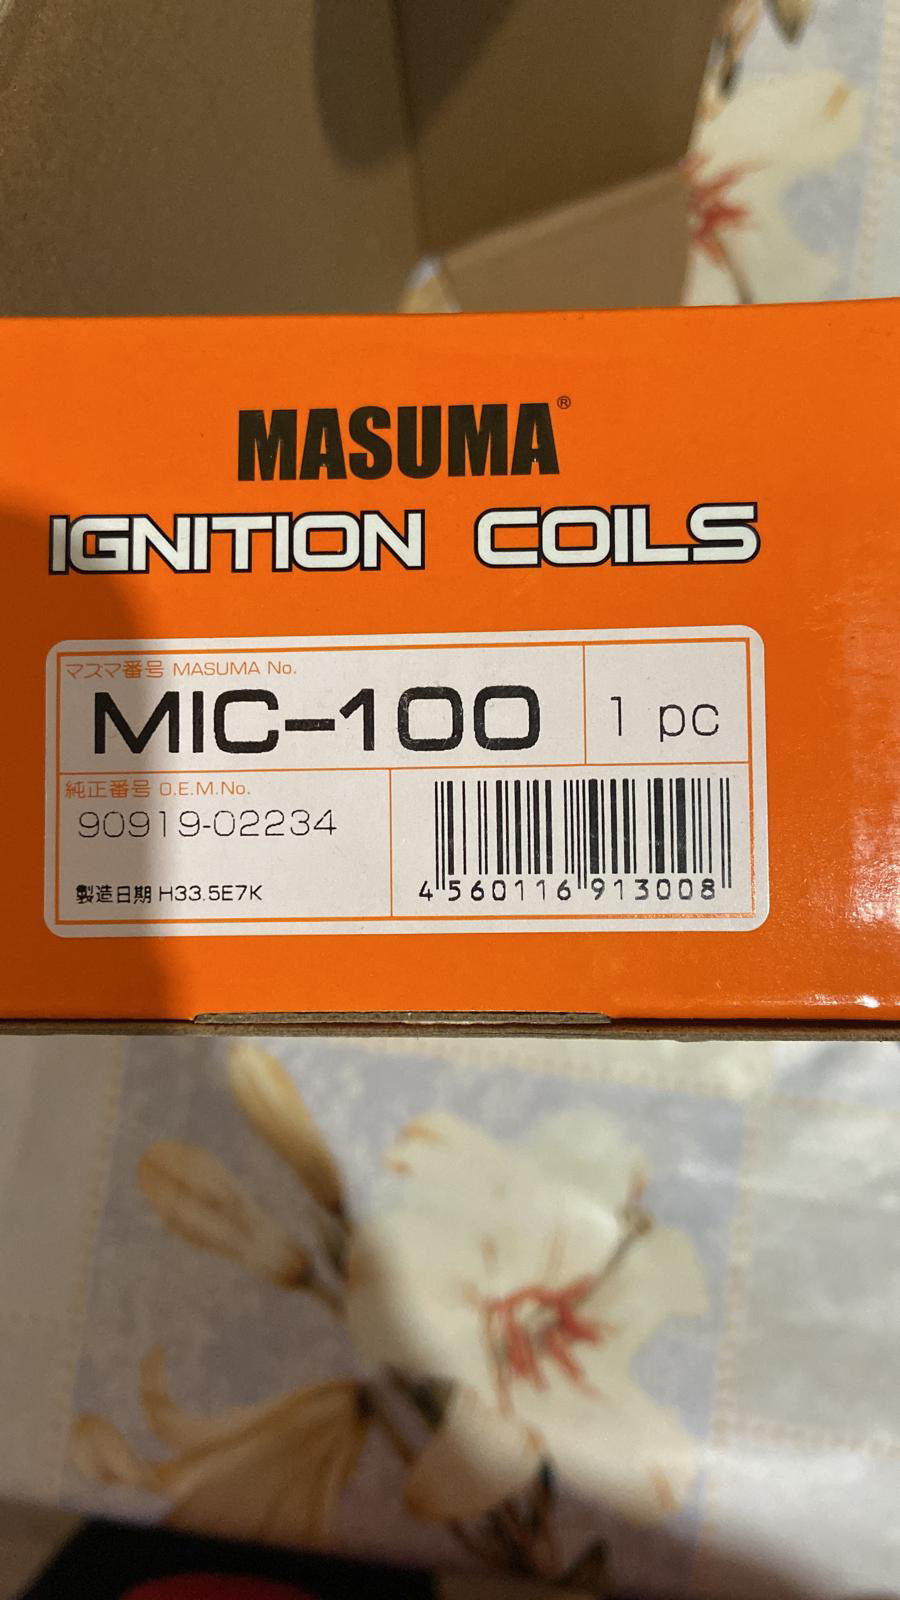 MASUMA®
IGNITION COILS
マスマ番号 MASUMA No.
MIC-100
1 pc
純正番号 O.E.M.No.
90919-02234
製造日期 H33.5E7K
4 560116 913008